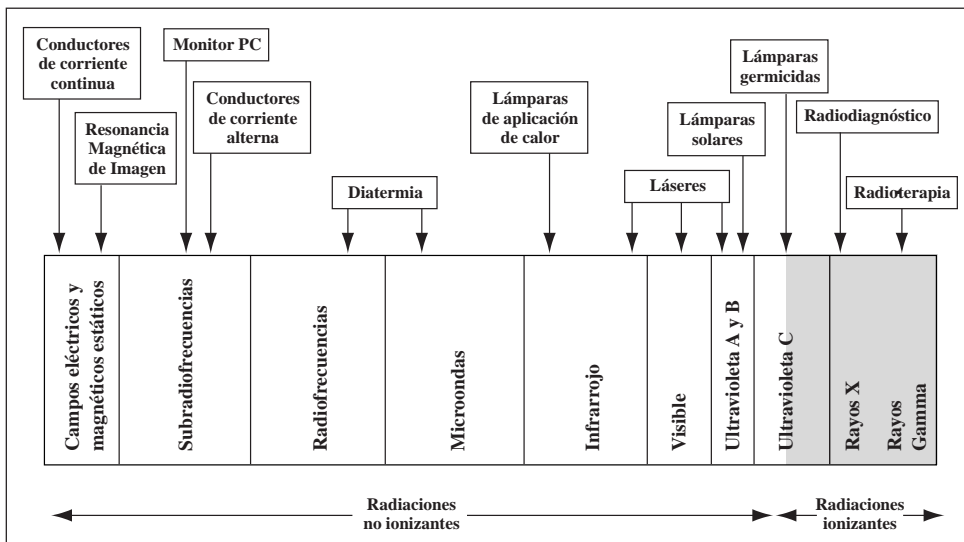 Conductores
de corriente
continua
Monitor PC
Resonancia
Magnética
de Imagen
Conductores
de corriente
alterna
Diatermia
Lámparas
de aplicación
de calor
Láseres
Lámparas
solares
Lámparas
germicidas
Radiodiagnóstico
Radioterapia
Campos eléctricos y
magnéticos estáticos
Subradiofrecuencias
Radiofrecuencias
Microondas
Infrarrojo
Visible
Ultravioleta A y B
Ultravioleta C
Rayos X
Rayos
Gamma
Radiaciones
no ionizantes
Radiaciones
ionizantes